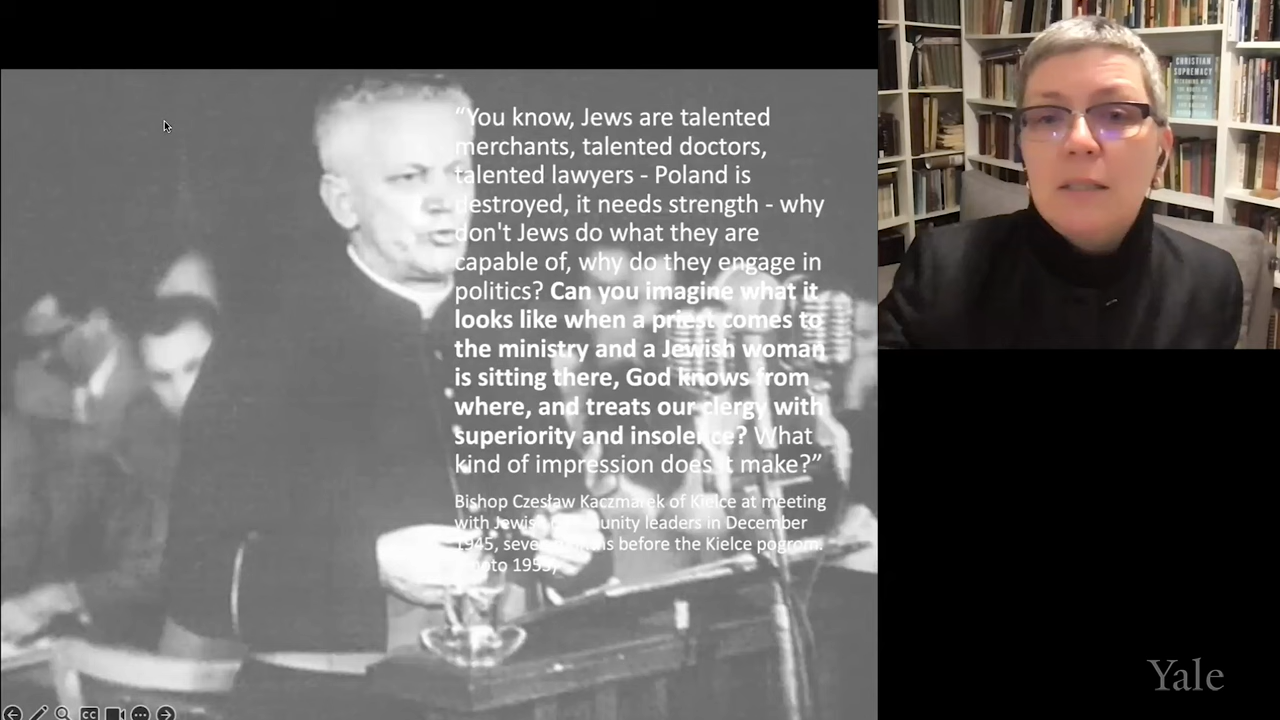 “You know, Jews are talented
merchants, talented doctors,
talented lawyers - Poland is
destroyed, it needs strength - why
don't Jews do what they are
capable of, why do they engage in
politics? Can you imagine what it
looks like when a priest comes to
the ministry and a Jewish woman
is sitting there, God knows from
where, and treats our clergy with
superiority and insolence? What
kind of impression does it make?”
Bishop Czesław Kaczmarek of Kielce at meeting
with Jewish community leaders in December
1945, seven months before the Kielce pogrom.
CHRISTIAN
SUPREMACY
Yale
CC